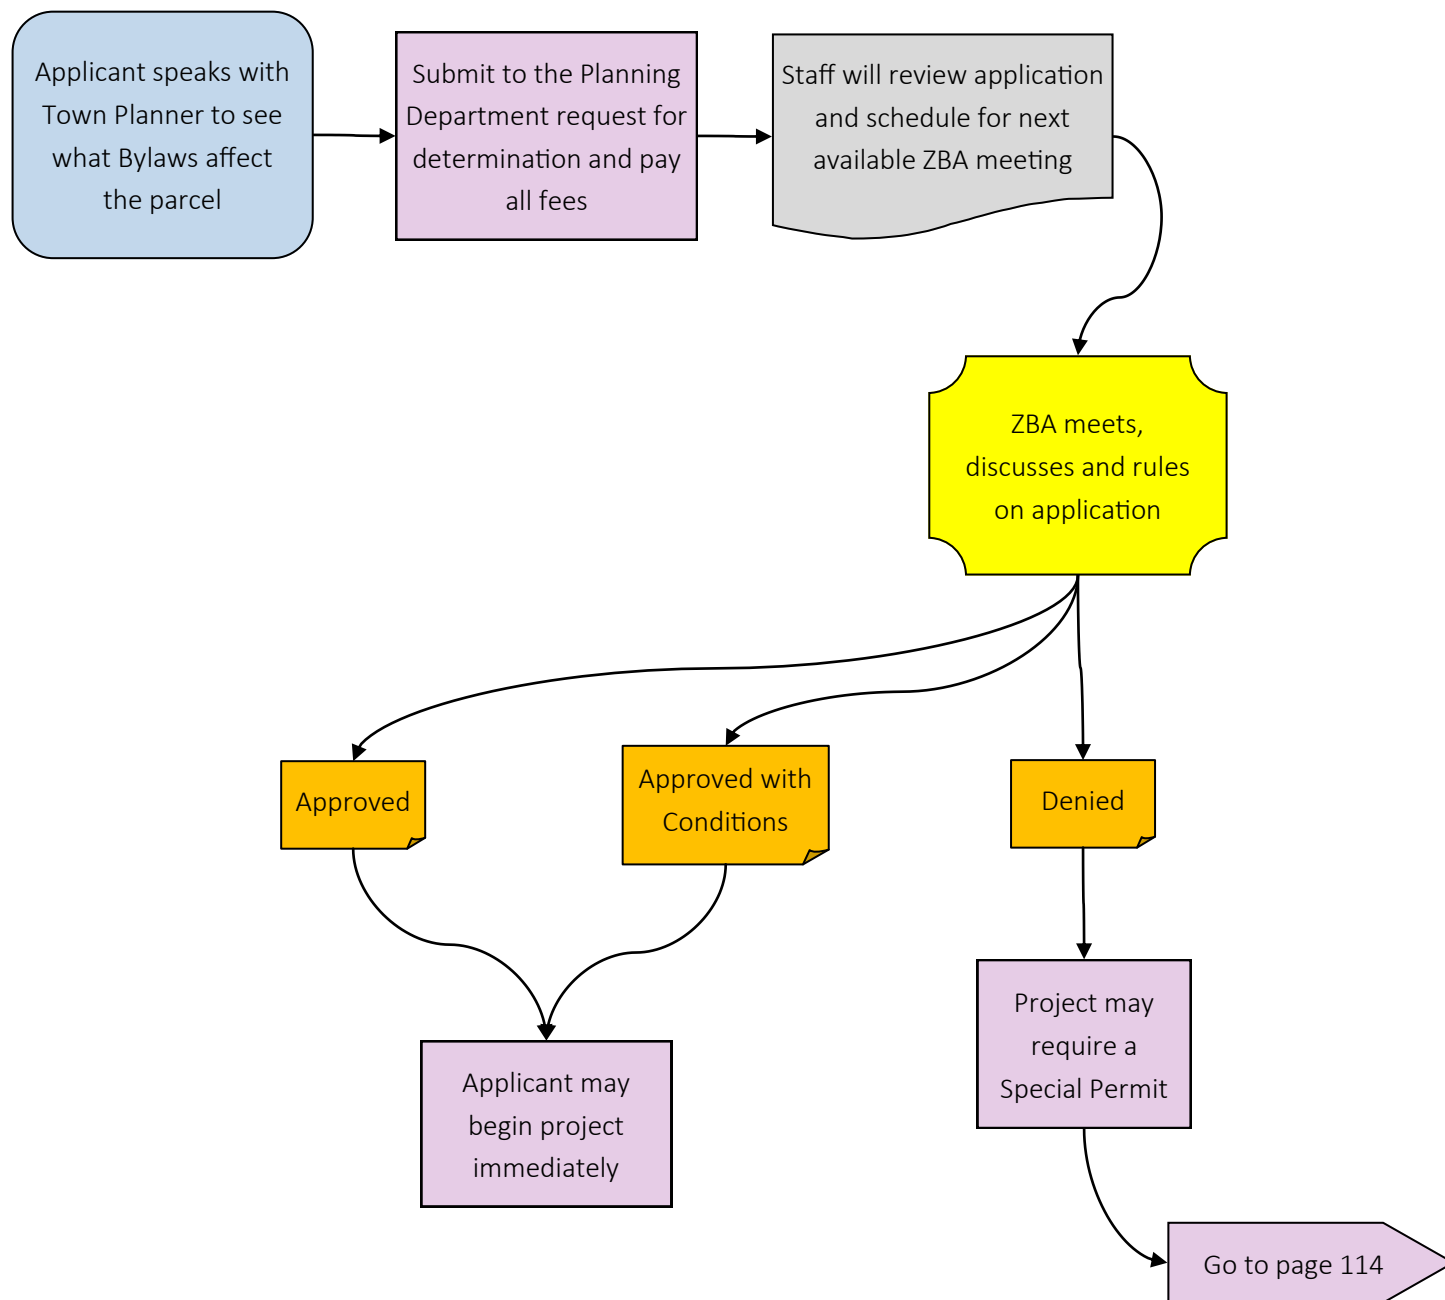 Applicant speaks with
Town Planner to see
what Bylaws affect
the parcel
Submit to the Planning
Department request for
determination and pay
all fees
Staff will review application
and schedule for next
available ZBA meeting
ZBA meets,
discusses and rules
on application
Approved
Approved with
Conditions
Denied
Applicant may
begin project
immediately
Project may
require a
Special Permit
Go to page 114